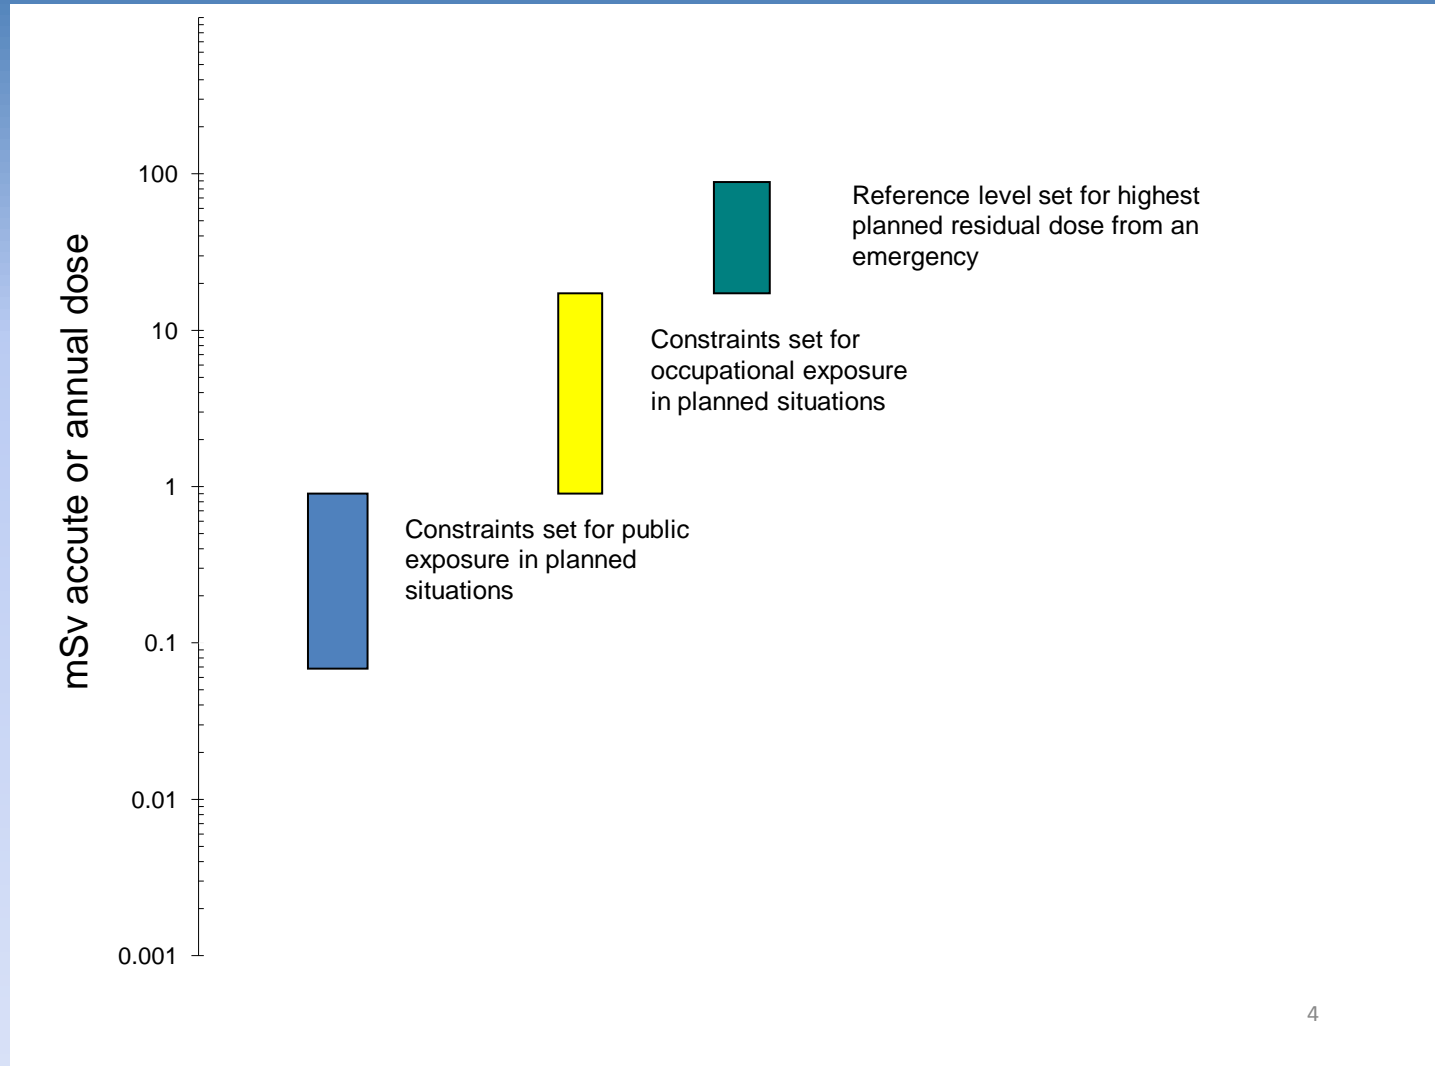 mSv accute or annual dose
100
10
1
0.1
0.01
0.001
Reference level set for highest
planned residual dose from an
emergency
Constraints set for
occupational exposure
in planned situations
Constraints set for public
exposure in planned
situations
4